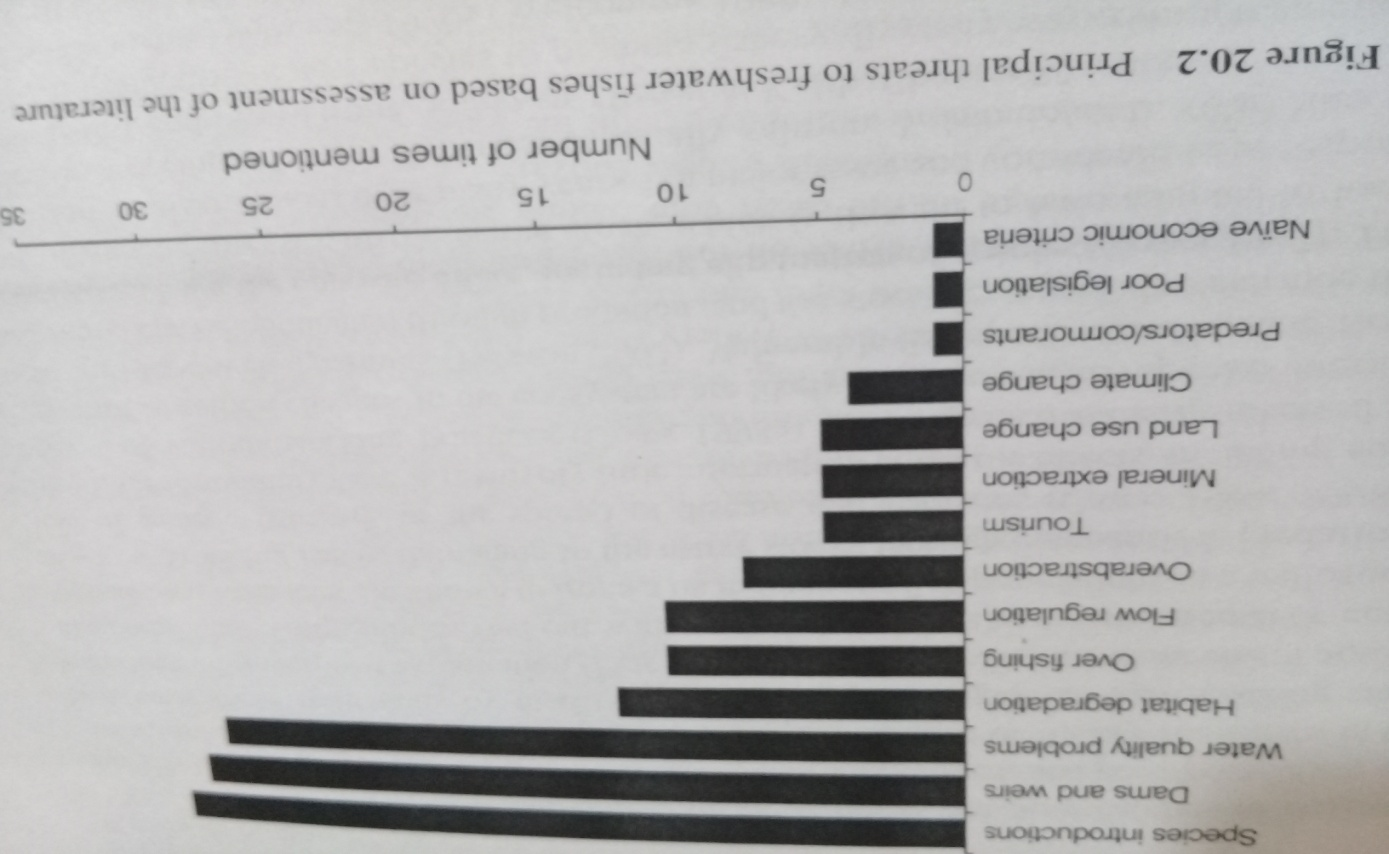 Species introductions
Dams and weirs
Water quality problems
Habitat degradation
Over fishing
Flow regulation
Overabstraction
Tourism
Mineral extraction
Land use change
Climate change
Predators/cormorants
Poor legislation
Naïve economic criteria
0 5 10 15 20 25 30 35
Number of times mentioned
Figure 20.2 Principal threats to freshwater fishes based on assessment of the literature